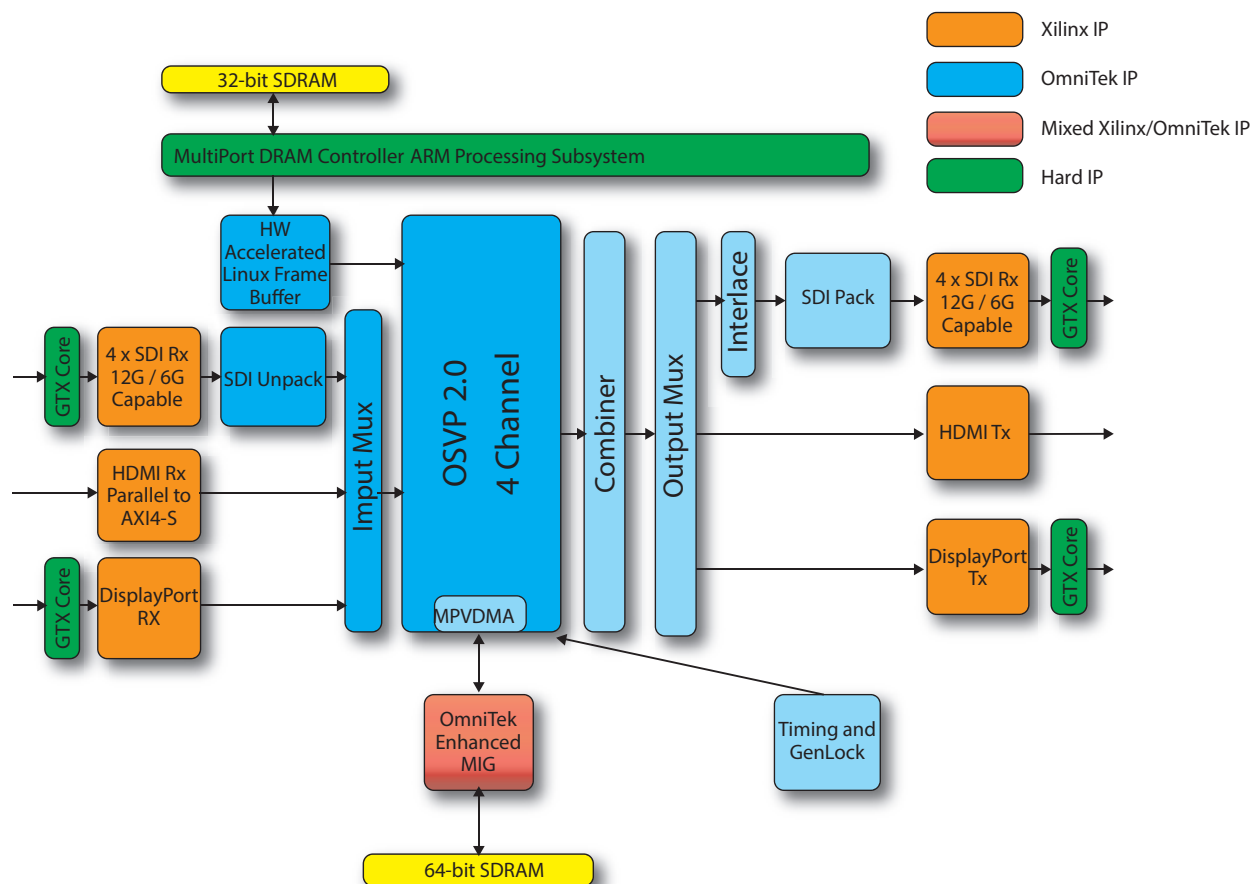 Xilinx IP
OmniTek IP
Mixed Xilinx/OmniTek IP
Hard IP
32-bit SDRAM
MultiPort DRAM Controller ARM Processing Subsystem
HW
Accelerated
Linux Frame
Buffer
GTX Core
4 x SDI Rx
12G / 6G
Capable
SDI Unpack
HDMI Rx
Parallel to
AXI4-S
GTX Core
DisplayPort
RX
Imput Mux
OSVP 2.0
4 Channel
MPVDMA
Combiner
Output Mux
Interlace
SDI Pack
4 x SDI Rx
12G / 6G
Capable
GTX Core
HDMI Tx
DisplayPort
Tx
GTX Core
OmniTek
Enhanced
MIG
Timing and
GenLock
64-bit SDRAM